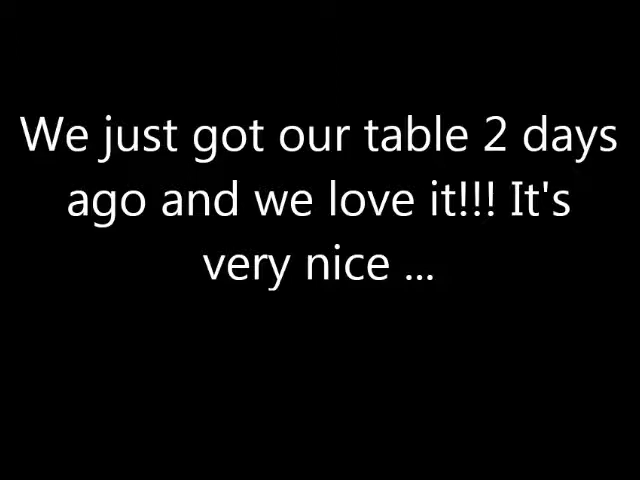 We just got our table 2 days
ago and we love it!!! It's
very nice ...